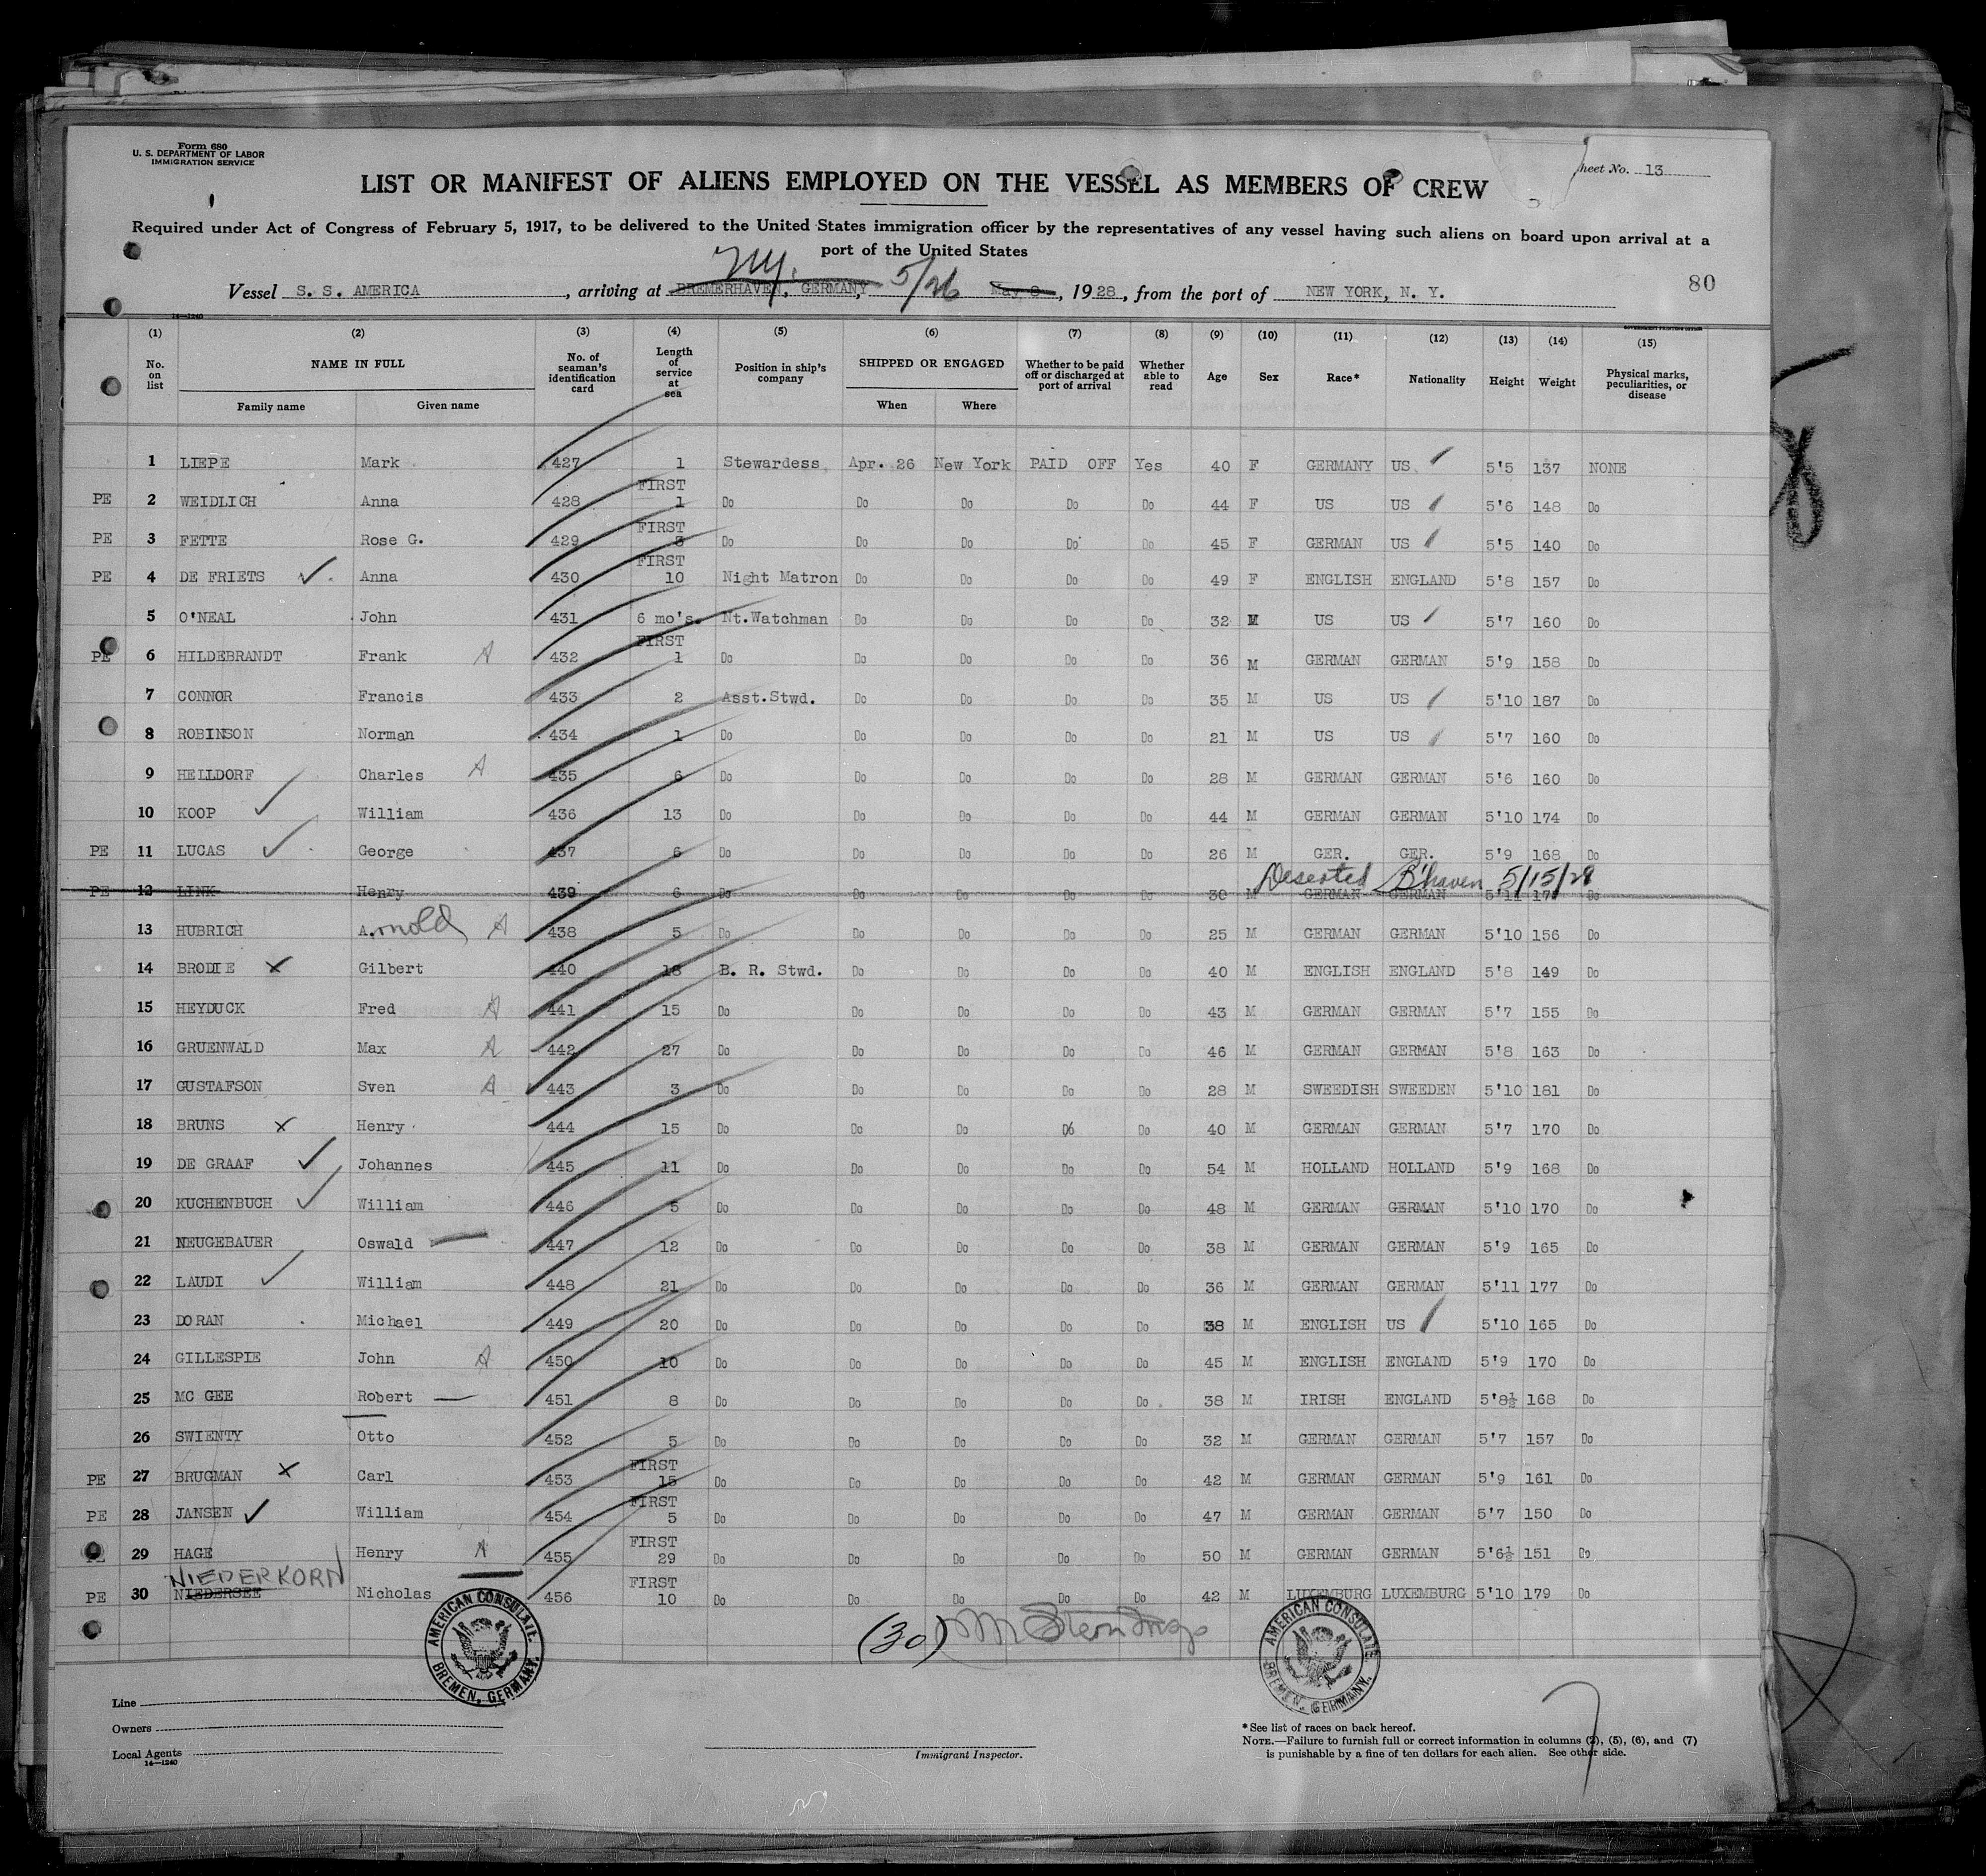 Form 680
U. S. DEPARTMENT OF LABOR
IMMIGRATION SERVICE
heet No. 13
LIST OR MANIFEST OF ALIENS EMPLOYED ON THE VESSEL AS MEMBERS OF CREW
Required under Act of Congress of February 5, 1917, to be delivered to the United States immigration officer by the representatives of any vessel having such aliens on board upon arrival at a
port of the United States
80
Vessel S. S. AMERICA, arriving at BREMERHAVEN, GERMANY, N.Y. 5/26 May 8, 1928, from the port of NEW YORK, N. Y.
14—1240
GOVERNMENT PRINTING OFFICE
(1) (2) (3) (4) (5) (6) (7) (8) (9) (10) (11) (12) (13) (14) (15)
No. on list NAME IN FULL No. of seaman's identification card Length of service at sea Position in ship's company SHIPPED OR ENGAGED Whether to be paid off or discharged at port of arrival Whether able to read Age Sex Race* Nationality Height Weight Physical marks, peculiarities, or disease
Family name Given name When Where
1 LIEPE Mark 427 1 Stewardess Apr. 26 New York PAID OFF Yes 40 F GERMANY US 5'5 137 NONE
PE 2 WEIDLICH Anna 428 FIRST 1 Do Do Do Do Do 44 F US US 5'6 148 Do
PE 3 FETTE Rose G. 429 FIRST 3 Do Do Do Do Do 45 F GERMAN US 5'5 140 Do
PE 4 DE FRIETS Anna 430 FIRST 10 Night Matron Do Do Do Do 49 F ENGLISH ENGLAND 5'8 157 Do
5 O'NEAL John 431 6 mo's. Nt.Watchman Do Do Do Do 32 M US US 5'7 160 Do
PE 6 HILDEBRANDT Frank A 432 FIRST 1 Do Do Do Do Do 36 M GERMAN GERMAN 5'9 158 Do
7 CONNOR Francis 433 2 Asst.Stwd. Do Do Do Do 35 M US US 5'10 187 Do
8 ROBINSON Norman 434 1 Do Do Do Do Do 21 M US US 5'7 160 Do
9 HELLDORF Charles A 435 6 Do Do Do Do Do 28 M GERMAN GERMAN 5'6 160 Do
10 KOOP William 436 13 Do Do Do Do Do 44 M GERMAN GERMAN 5'10 174 Do
PE 11 LUCAS George 437 6 Do Do Do Do Do 26 M GER. GER. 5'9 168 Do
Deserted B'haven 5/15/28
PE 12 LINK Henry 439 6 Do Do Do Do Do 30 M GERMAN GERMAN 5'11 Do
13 HUBRICH Arnold A 438 5 Do Do Do Do Do 25 M GERMAN GERMAN 5'10 156 Do
14 BRODIE X Gilbert 440 18 B. R. Stwd. Do Do Do Do 40 M ENGLISH ENGLAND 5'8 149 Do
15 HEYDUCK Fred A 441 15 Do Do Do Do Do 43 M GERMAN GERMAN 5'7 155 Do
16 GRUENWALD Max A 442 27 Do Do Do Do Do 46 M GERMAN GERMAN 5'8 163 Do
17 GUSTAFSON Sven A 443 3 Do Do Do Do Do 28 M SWEEDISH SWEEDEN 5'10 181 Do
18 BRUNS X Henry 444 15 Do Do Do Do Do 40 M GERMAN GERMAN 5'7 170 Do
19 DE GRAAF Johannes 445 11 Do Do Do Do Do 54 M HOLLAND HOLLAND 5'9 168 Do
20 KUCHENBUCH William 446 5 Do Do Do Do Do 48 M GERMAN GERMAN 5'10 170 Do
21 NEUGEBAUER Oswald 447 12 Do Do Do Do Do 38 M GERMAN GERMAN 5'9 165 Do
22 LAUDI William 448 21 Do Do Do Do Do 36 M GERMAN GERMAN 5'11 177 Do
23 DORAN Michael 449 20 Do Do Do Do Do 38 M ENGLISH US 5'10 165 Do
24 GILLESPIE John A 450 10 Do Do Do Do Do 45 M ENGLISH ENGLAND 5'9 170 Do
25 MC GEE Robert 451 8 Do Do Do Do Do 38 M IRISH ENGLAND 5'8½ 168 Do
26 SWIENTY Otto 452 5 Do Do Do Do Do 32 M GERMAN GERMAN 5'7 157 Do
PE 27 BRUGMAN X Carl 453 FIRST 15 Do Do Do Do Do 42 M GERMAN GERMAN 5'9 161 Do
PE 28 JANSEN William 454 FIRST 5 Do Do Do Do Do 47 M GERMAN GERMAN 5'7 150 Do
PE 29 HAGE Henry A 455 FIRST 29 Do Do Do Do Do 50 M GERMAN GERMAN 5'6½ 151 Do
NIEDERKORN
PE 30 NIEDERSEE Nicholas 456 FIRST 10 Do Do Do Do Do 42 M LUXEMBURG LUXEMBURG 5'10 179 Do
(30)
AMERICAN CONSULATE. BREMEN, GERMANY.
AMERICAN CONSULATE BREMEN, GERMANY.
Line
Owners
Local Agents
14—1240
Immigrant Inspector.
*See list of races on back hereof.
NOTE.—Failure to furnish full or correct information in columns (2), (5), (6), and (7)
is punishable by a fine of ten dollars for each alien. See other side.